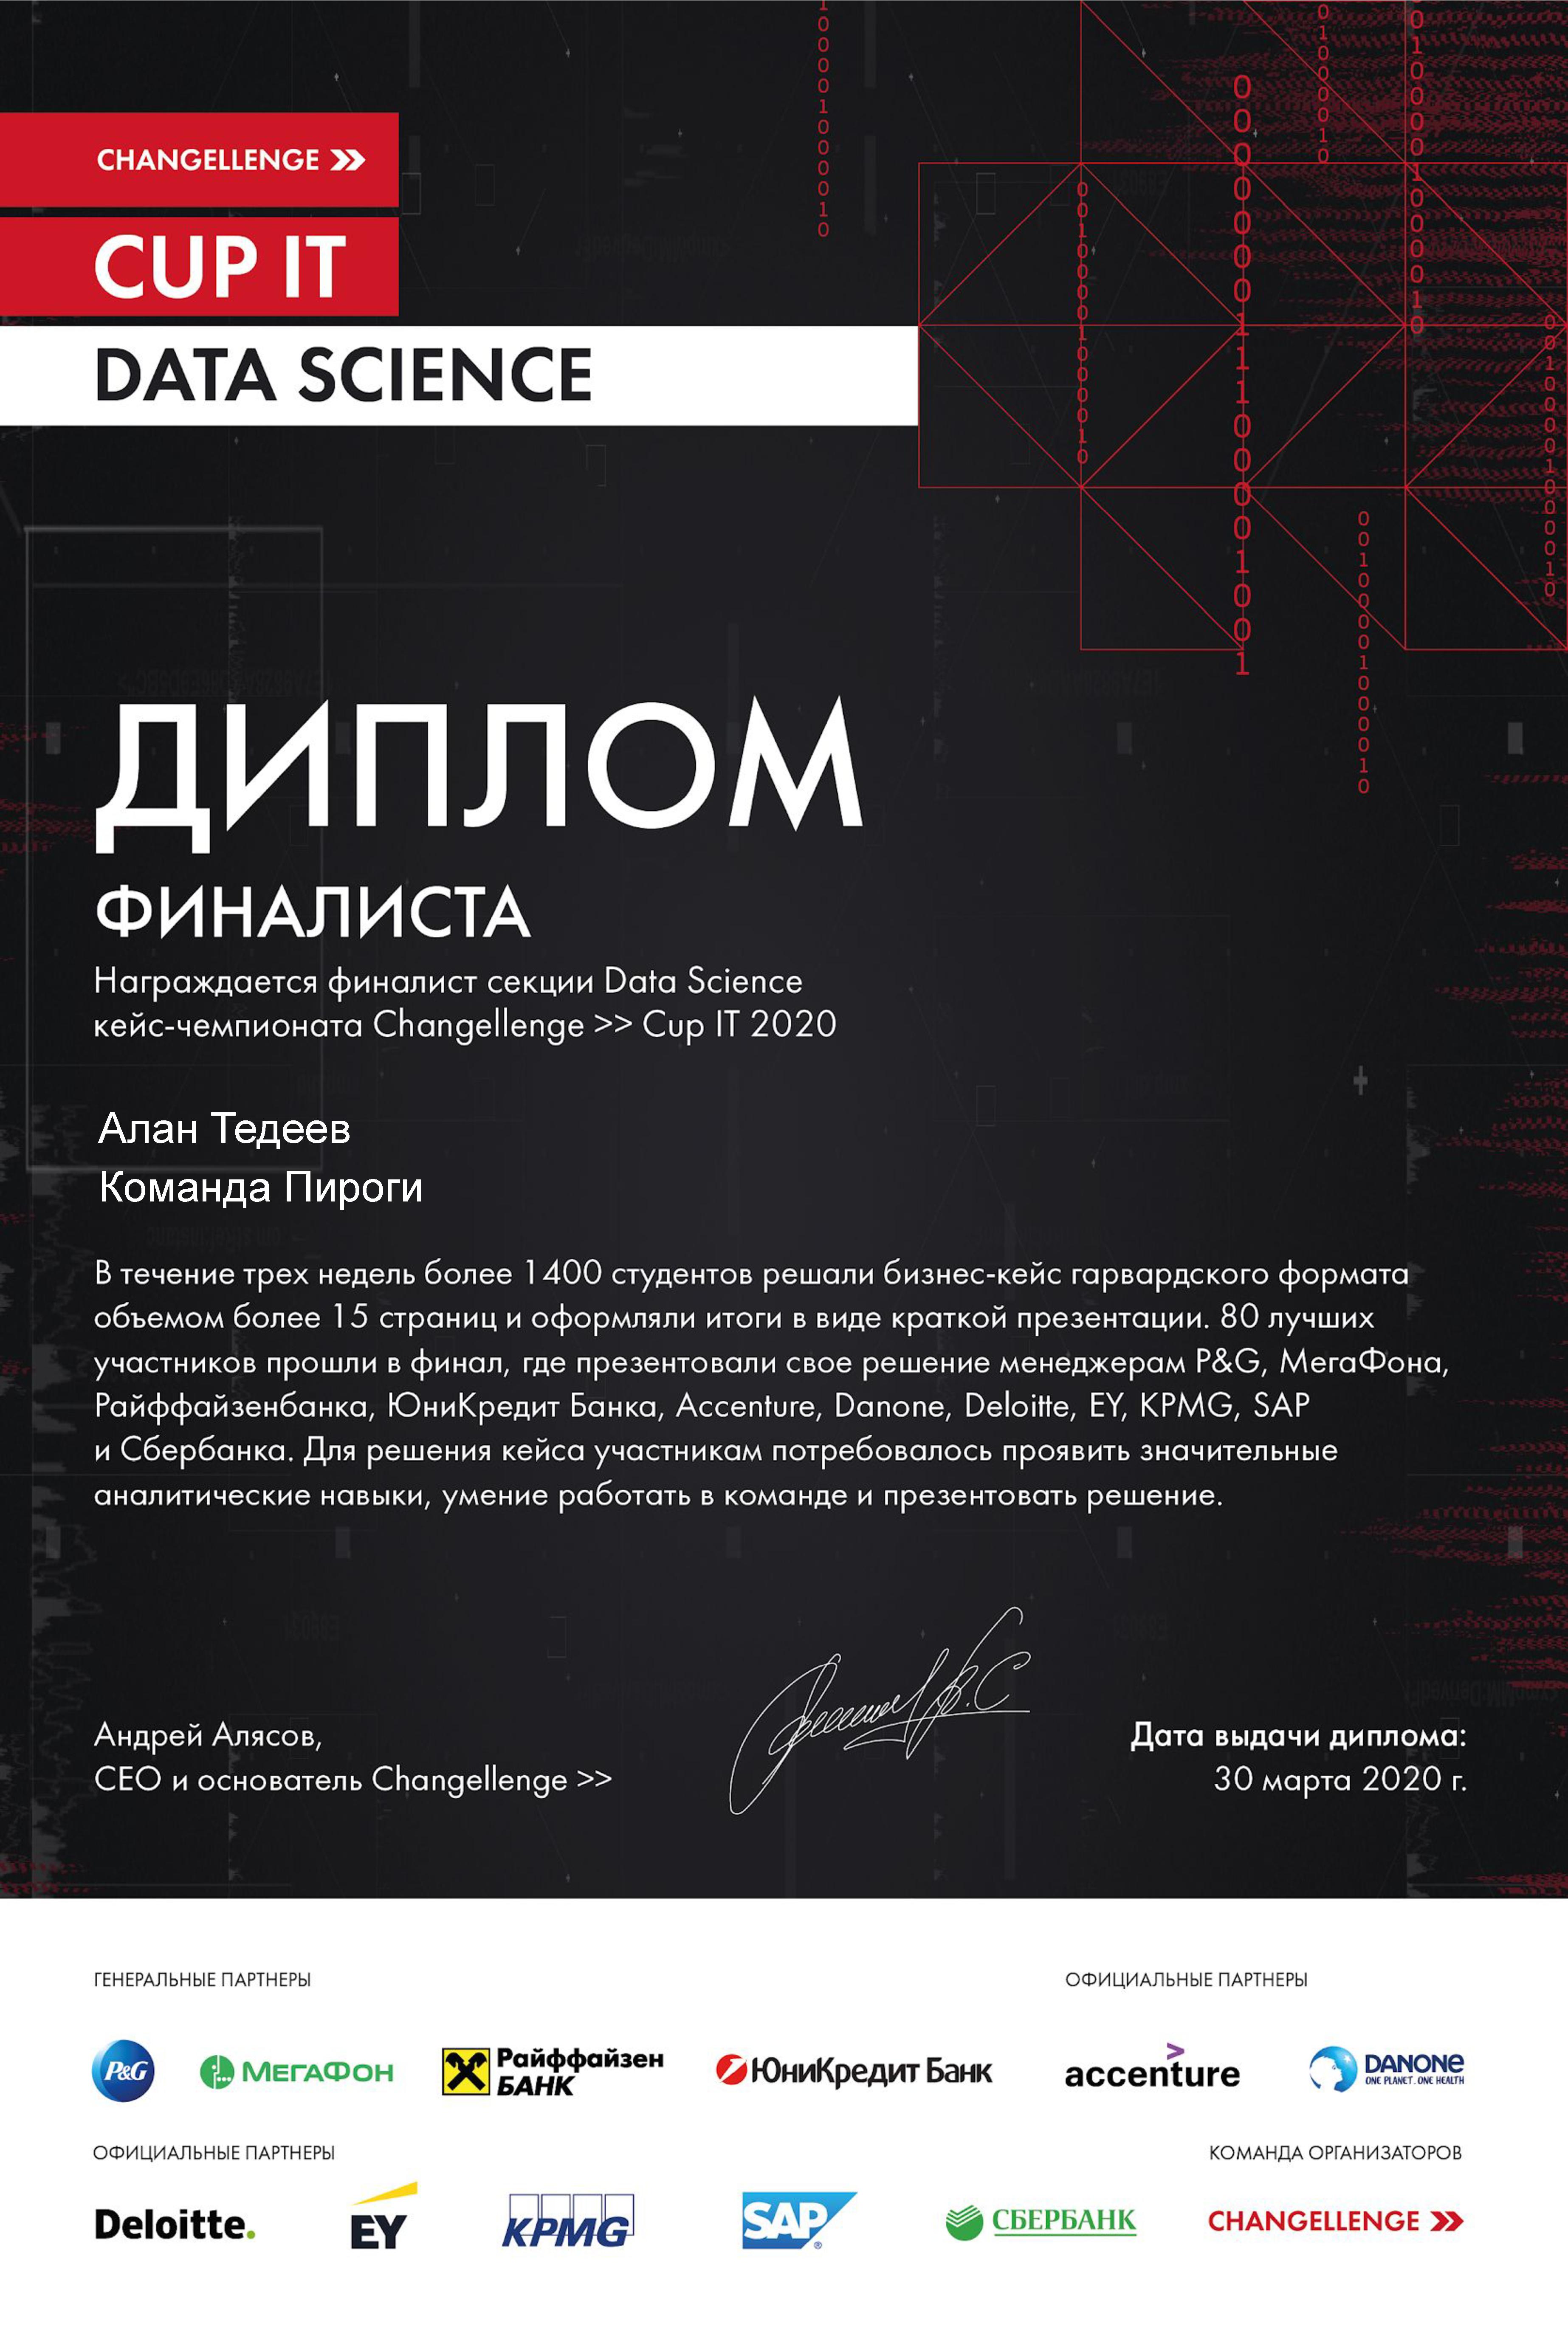 CHANGELLENGE >>
CUP IT
DATA SCIENCE
ДИПЛОМ
ФИНАЛИСТА
Награждается финалист секции Data Science
кейс-чемпионата Changellenge >> Cup IT 2020
Алан Тедеев
Команда Пироги
В течение трех недель более 1400 студентов решали бизнес-кейс гарвардского формата
объемом более 15 страниц и оформляли итоги в виде краткой презентации. 80 лучших
участников прошли в финал, где презентовали свое решение менеджерам P&G, МегаФона,
Райффайзенбанка, ЮниКредит Банка, Accenture, Danone, Deloitte, EY, KPMG, SAP
и Сбербанка. Для решения кейса участникам потребовалось проявить значительные
аналитические навыки, умение работать в команде и презентовать решение.
Андрей Алясов,
CEO и основатель Changellenge >>
Дата выдачи диплома:
30 марта 2020 г.
ГЕНЕРАЛЬНЫЕ ПАРТНЕРЫ
ОФИЦИАЛЬНЫЕ ПАРТНЕРЫ
P&G
МЕГАФОН
Райффайзен
БАНК
ЮниКредит Банк
accenture
DANONE
ONE PLANET. ONE HEALTH
ОФИЦИАЛЬНЫЕ ПАРТНЕРЫ
КОМАНДА ОРГАНИЗАТОРОВ
Deloitte.
EY
KPMG
SAP®
СБЕРБАНК
CHANGELLENGE >>